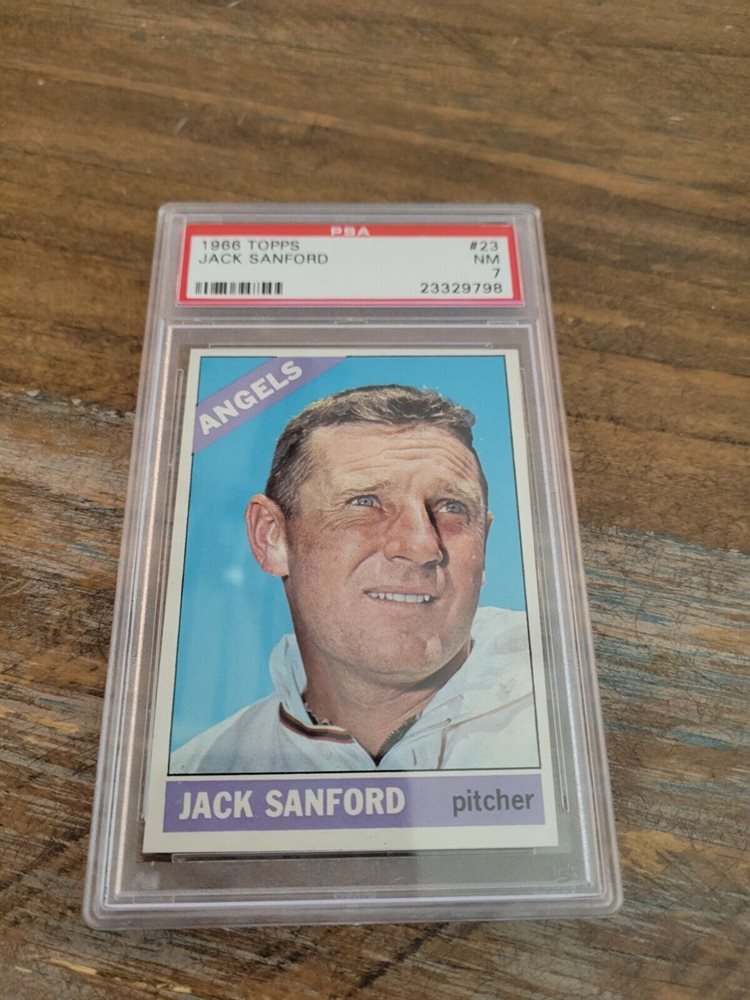 PSA
1966 TOPPS #23
JACK SANFORD NM
7
23329798
ANGELS
JACK SANFORD pitcher